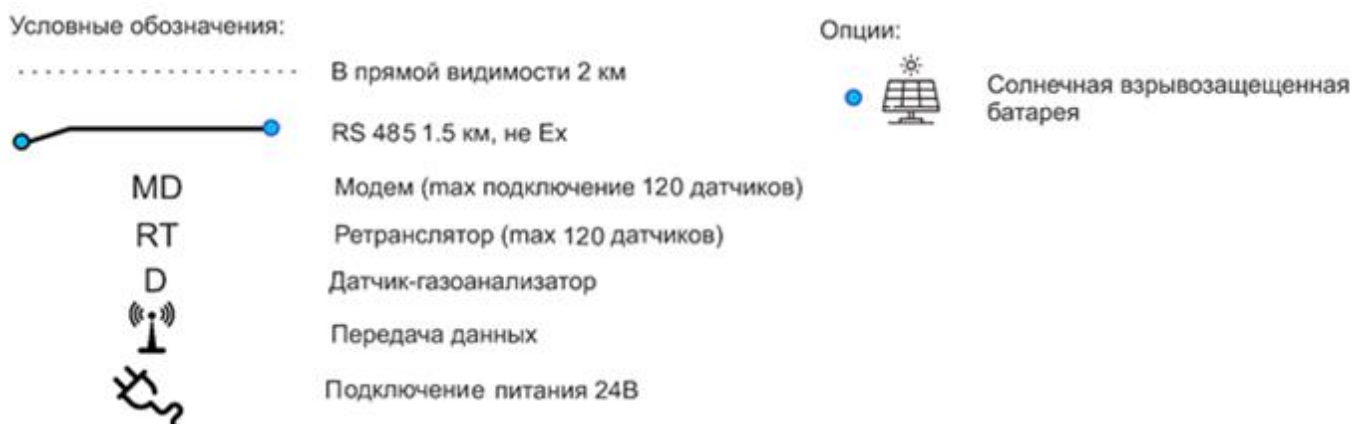 Условные обозначения:
В прямой видимости 2 км
RS 485 1.5 км, не Ex
MD Модем (max подключение 120 датчиков)
RT Ретранслятор (max 120 датчиков)
D Датчик-газоанализатор
Передача данных
Подключение питания 24В
Опции:
Солнечная взрывозащещенная
батарея